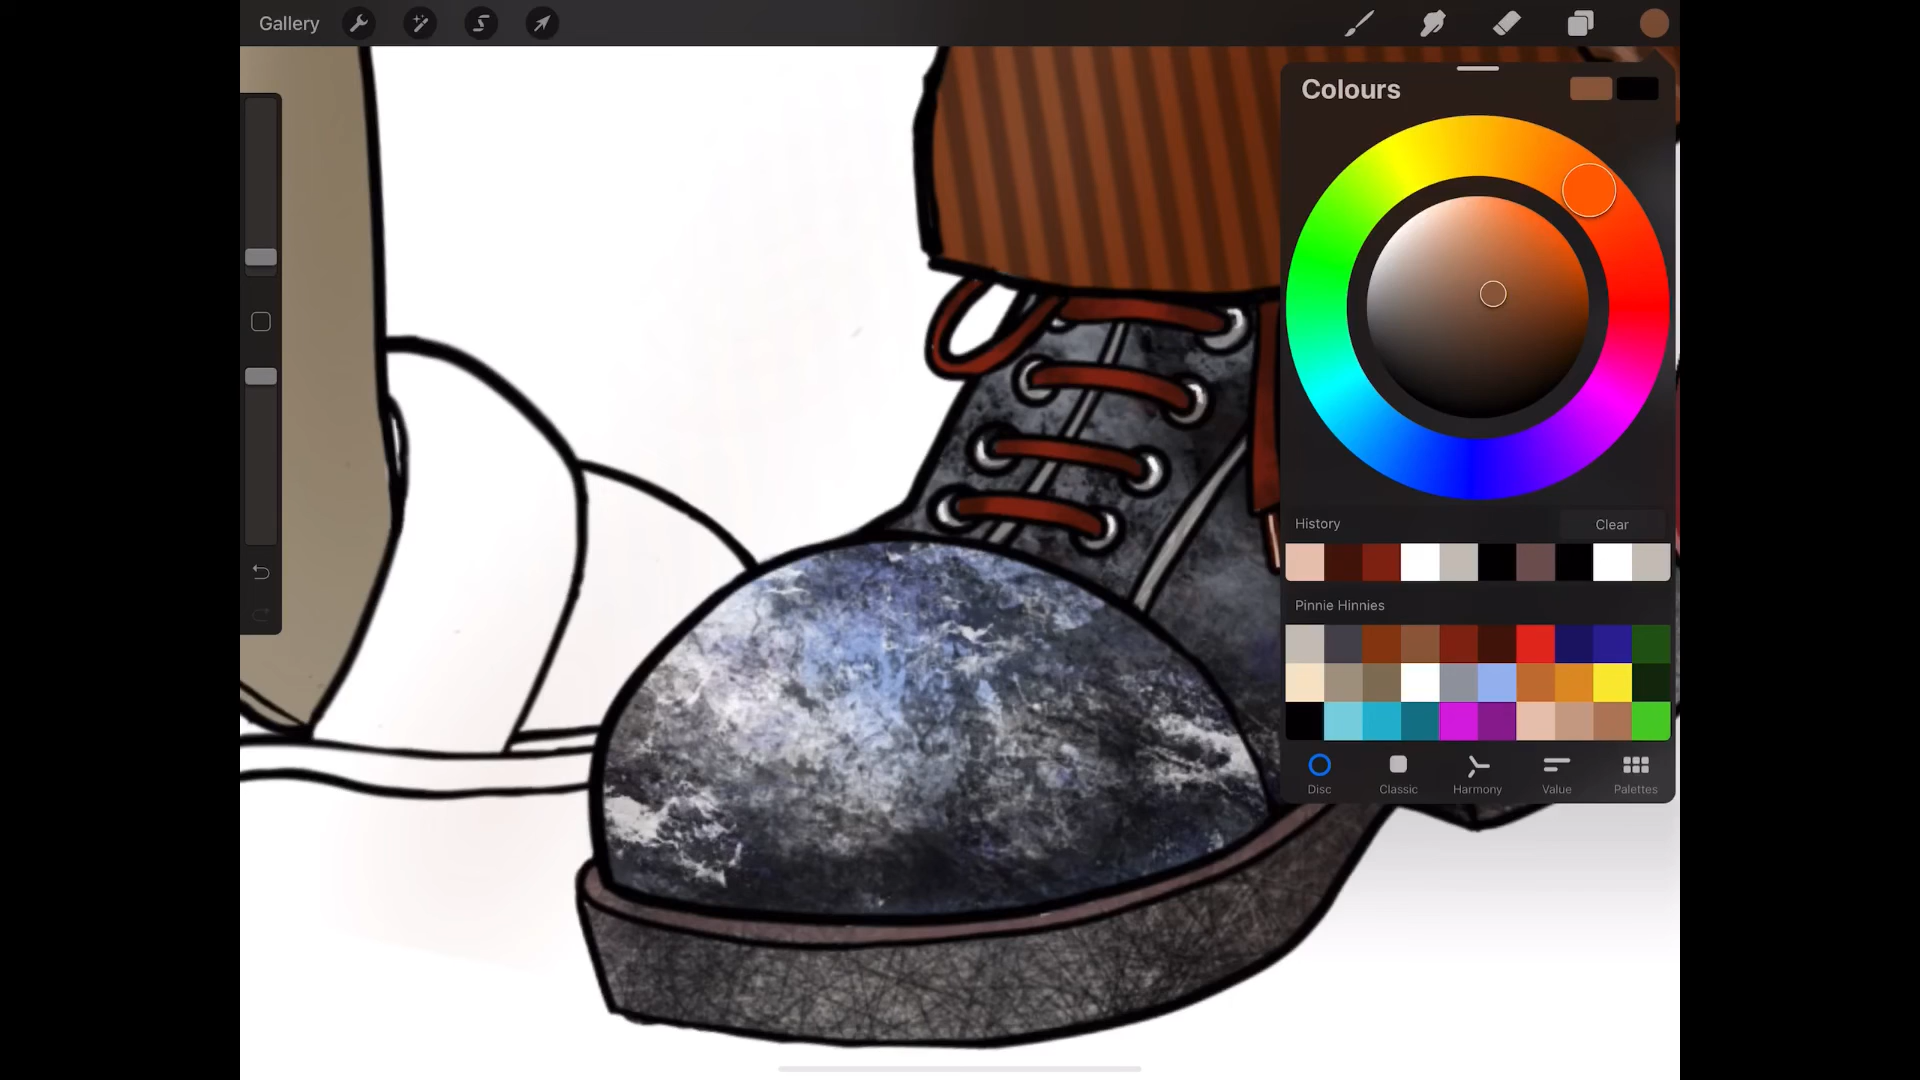 Gallery
Colours
History
Clear
Pinnie Hinnies
Disc
Classic
Harmony
Value
Palettes